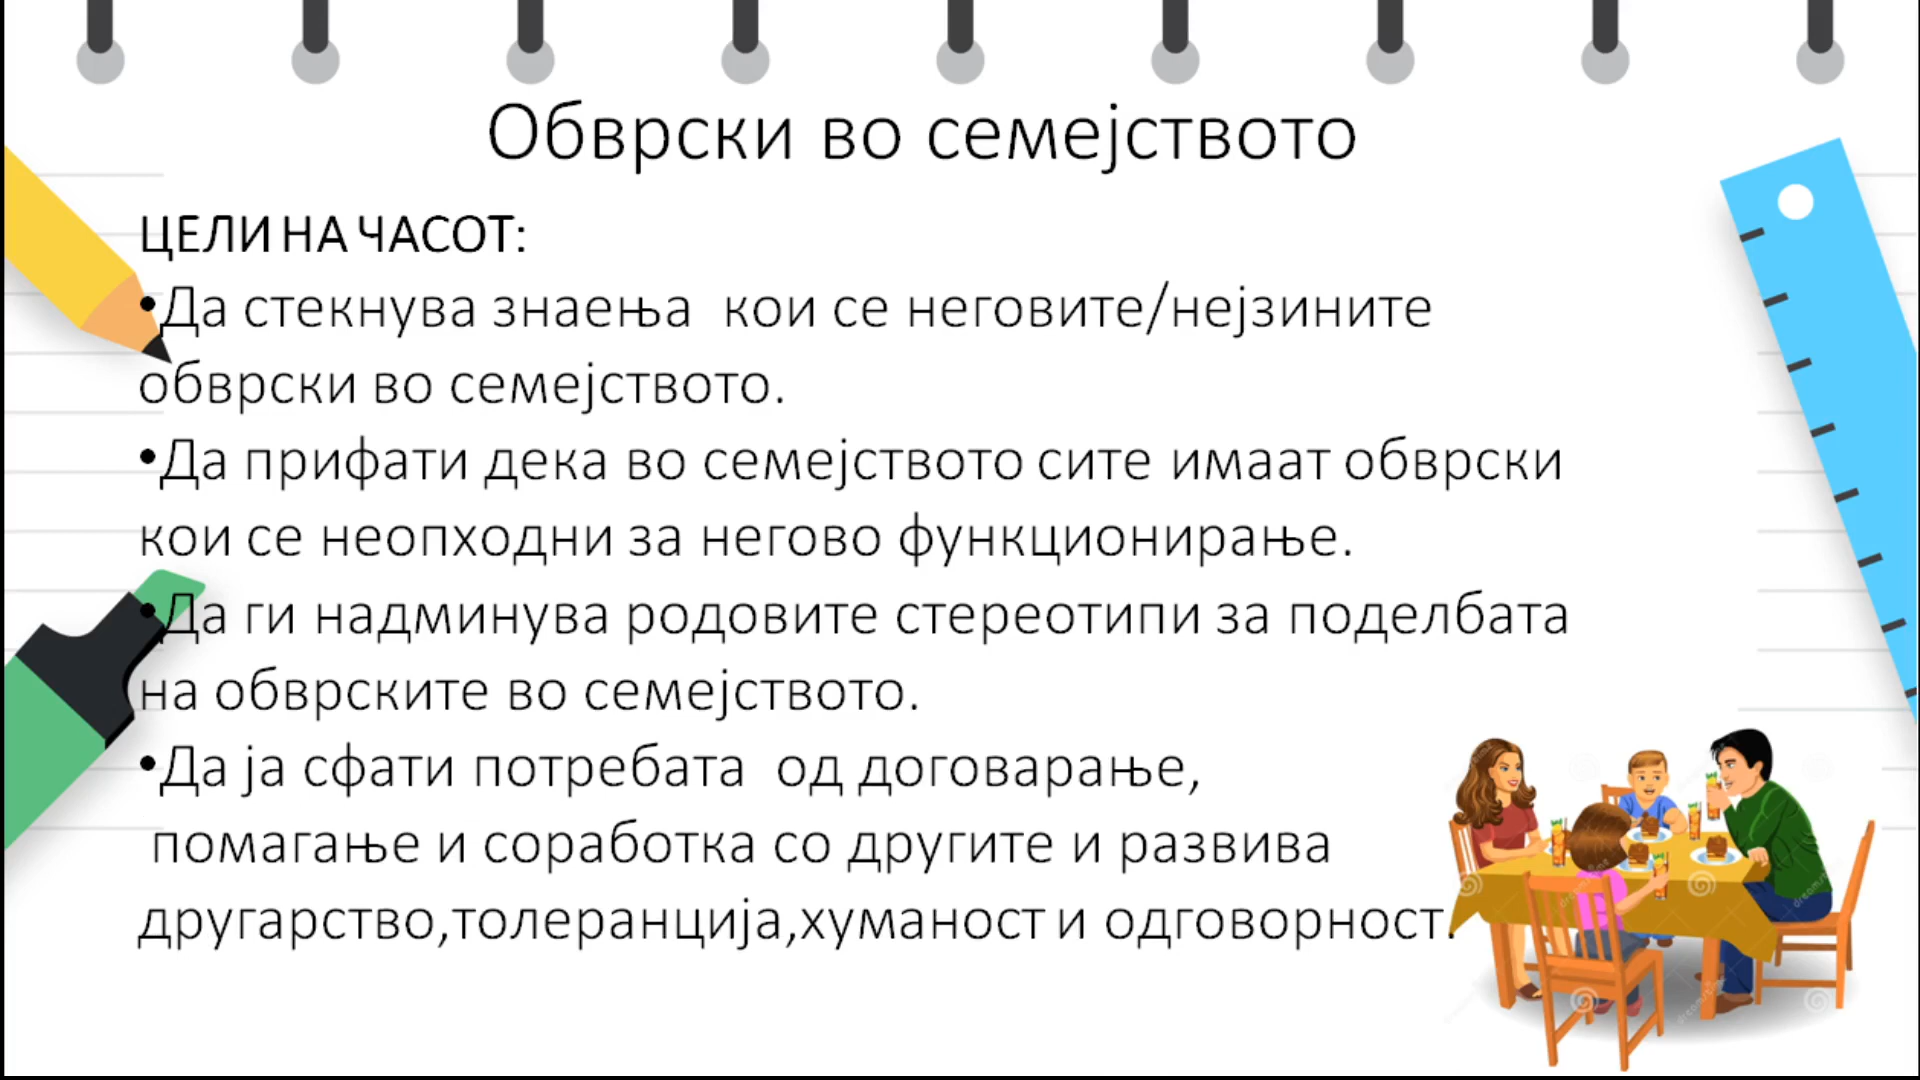 Обврски во семејството
ЦЕЛИ НА ЧАСОТ:
•Да стекнува знаења  кои се неговите/нејзините
обврски во семејството.
•Да прифати дека во семејството сите имаат обврски
кои се неопходни за негово функционирање.
•Да ги надминува родовите стереотипи за поделбата
на обврските во семејството.
•Да ја сфати потребата  од договарање,
помагање и соработка со другите и развива
другарство,толеранција,хуманост и одговорност.